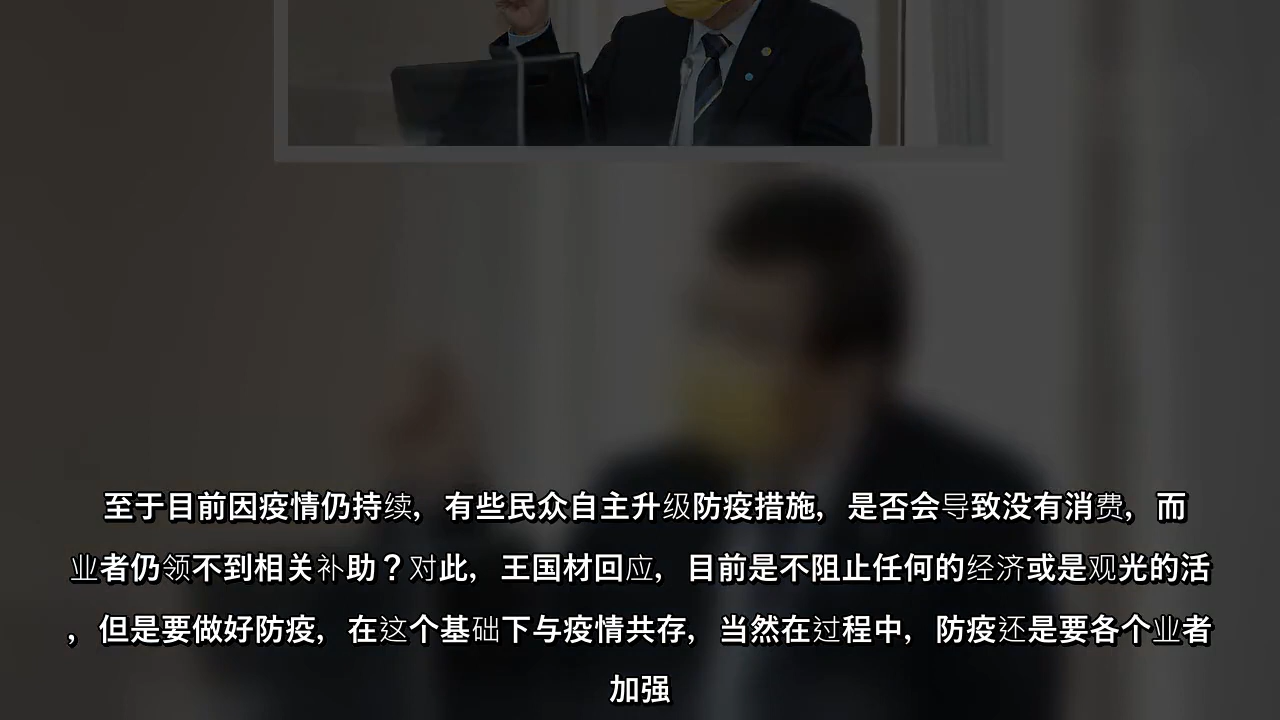 至于目前因疫情仍持续，有些民众自主升级防疫措施，是否会导致没有消费，而
业者仍领不到相关补助？对此，王国材回应，目前是不阻止任何的经济或是观光的活
，但是要做好防疫，在这个基础下与疫情共存，当然在过程中，防疫还是要各个业者
加强